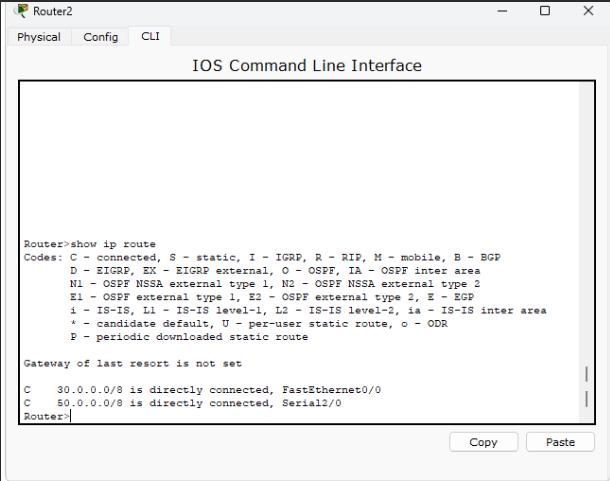 Router2
Physical Config CLI
IOS Command Line Interface
Router>show ip route
Codes: C - connected, S - static, I - IGRP, R - RIP, M - mobile, B - BGP
       D - EIGRP, EX - EIGRP external, O - OSPF, IA - OSPF inter area
       N1 - OSPF NSSA external type 1, N2 - OSPF NSSA external type 2
       E1 - OSPF external type 1, E2 - OSPF external type 2, E - EGP
       i - IS-IS, L1 - IS-IS level-1, L2 - IS-IS level-2, ia - IS-IS inter area
       * - candidate default, U - per-user static route, o - ODR
       P - periodic downloaded static route
Gateway of last resort is not set
C    30.0.0.0/8 is directly connected, FastEthernet0/0
C    50.0.0.0/8 is directly connected, Serial2/0
Router>
Copy Paste